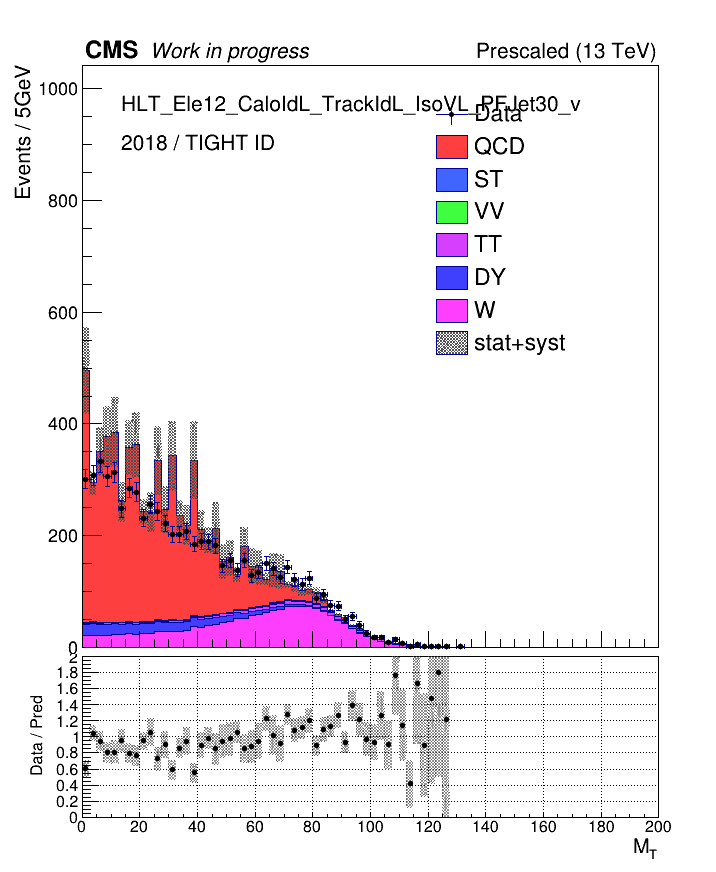 CMS Work in progress Prescaled (13 TeV)
Events / 5GeV
1000
800
600
400
200
0
HLT_Ele12_CaloIdL_TrackIdL_IsoVL_PFJet30_v
2018 / TIGHT ID
Data
QCD
ST
VV
TT
DY
W
stat+syst
Data / Pred
2
1.8
1.6
1.4
1.2
1
0.8
0.6
0.4
0.2
0
0 20 40 60 80 100 120 140 160 180 200
M_T